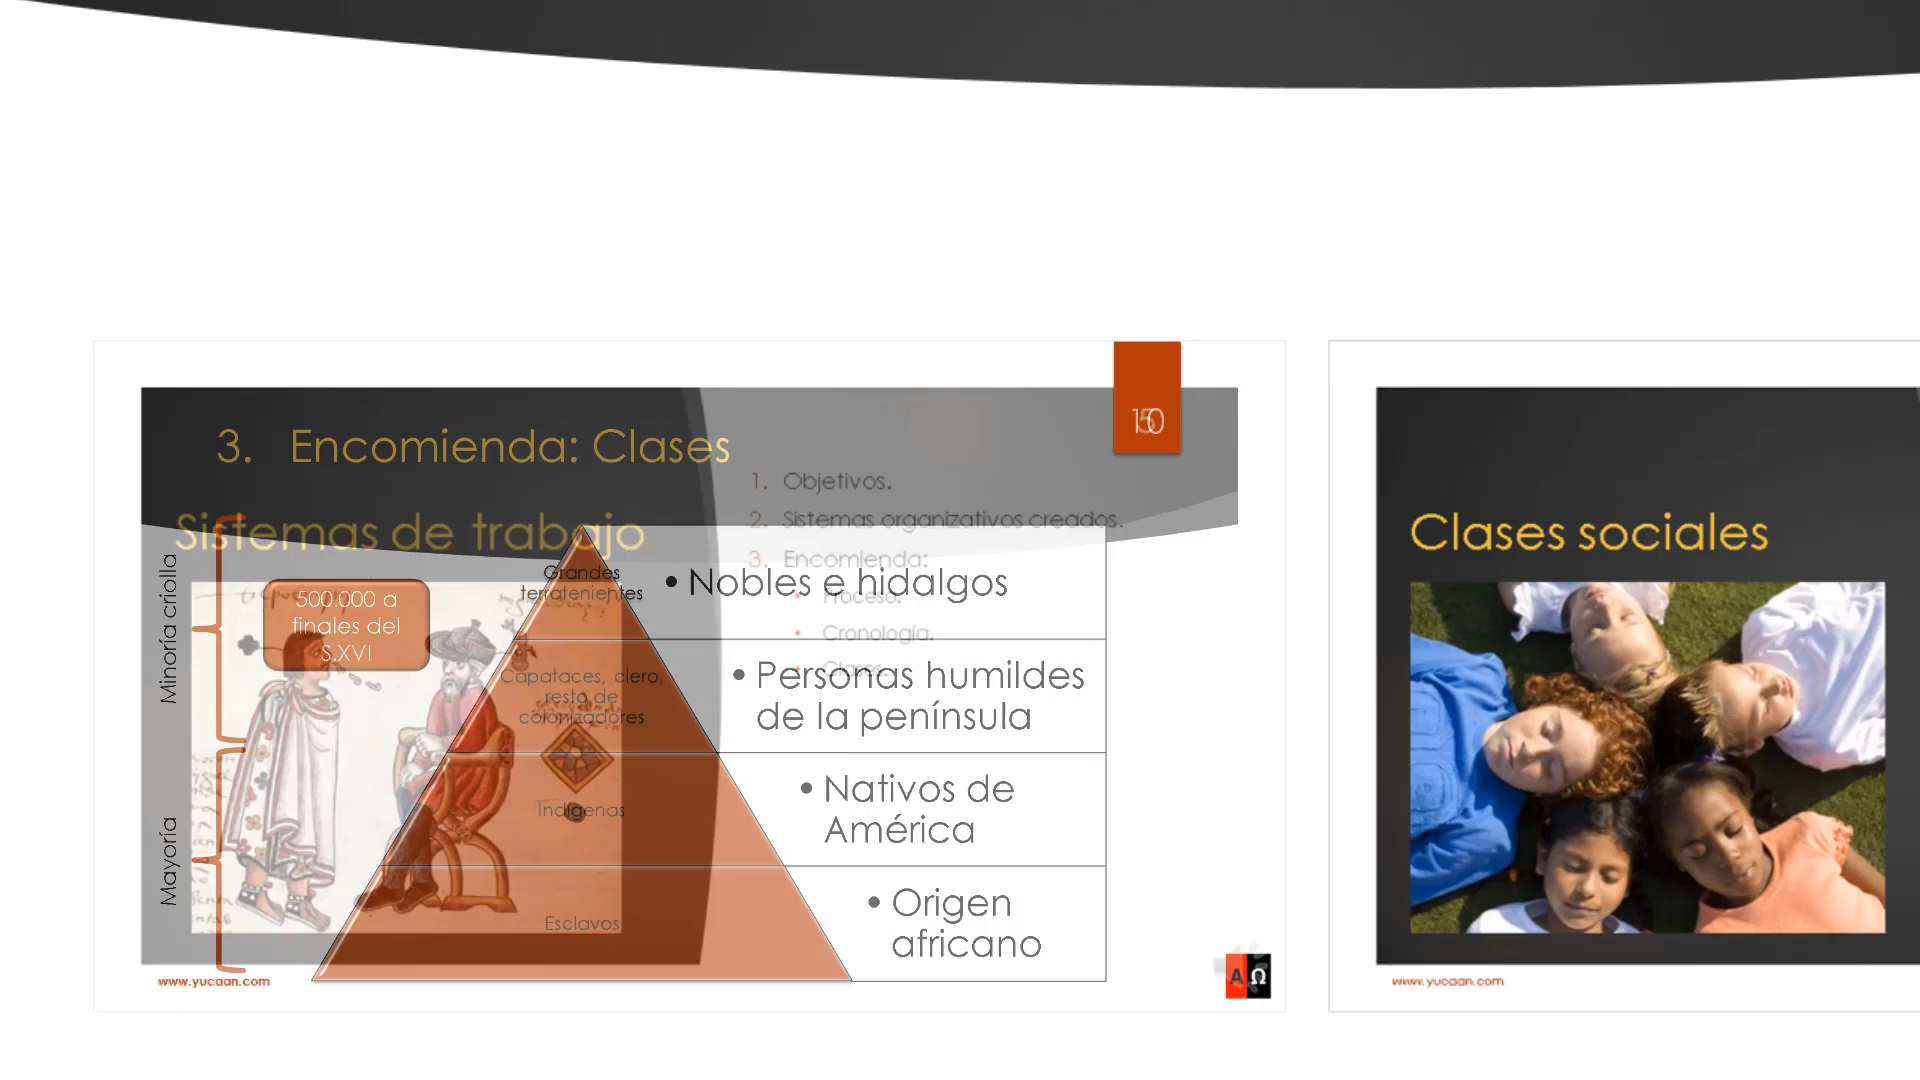 3. Encomienda: Clases
Sistemas de trabajo
1. Objetivos.
2. Sistemas organizativos creados.
3. Encomienda:
• Proceso.
• Cronología.
• Clases.
Minoría criolla
Mayoría
500.000 a
finales del
S.XVI
Grandes
terratenientes
• Nobles e hidalgos
Capataces, clero,
resto de
colonizadores
• Personas humildes
de la península
Indígenas
• Nativos de
América
Esclavos
• Origen
africano
www.yucaan.com
A Ω
Clases sociales
www.yucaan.com